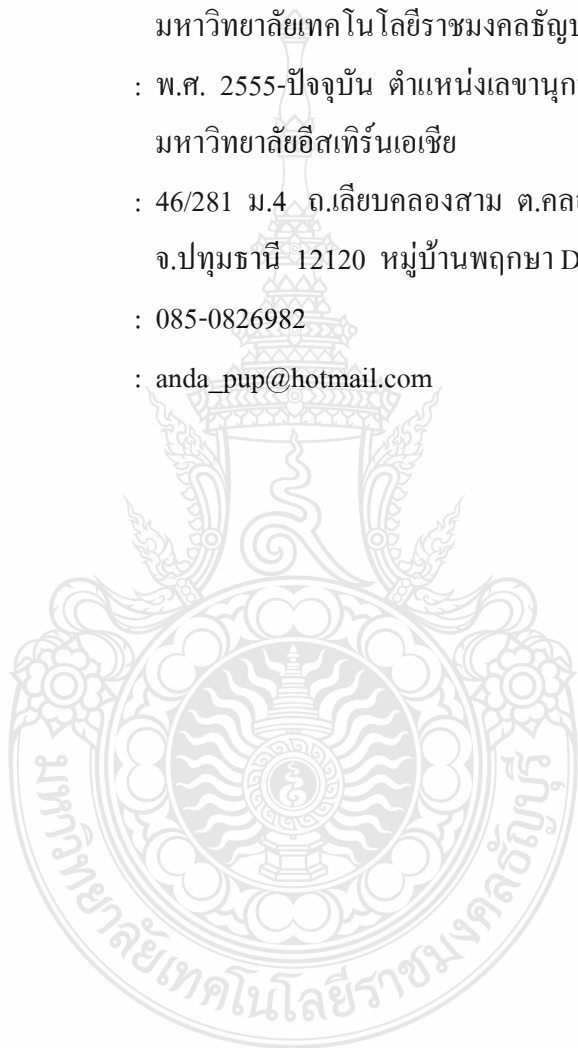 มหาวิทยาลัยเทคโนโลยีราชมงคลธัญบ
: พ.ศ. 2555-ปัจจุบัน ตำแหน่งเลขานุกา
มหาวิทยาลัยอีสเทิร์นเอเชีย
: 46/281 ม.4 ถ.เลียบคลองสาม ต.คลอ
จ.ปทุมธานี 12120 หมู่บ้านพฤกษา D
: 085-0826982
: anda_pup@hotmail.com
มหาวิทยาลัยเทคโนโลยีราชมงคลธัญบุรี